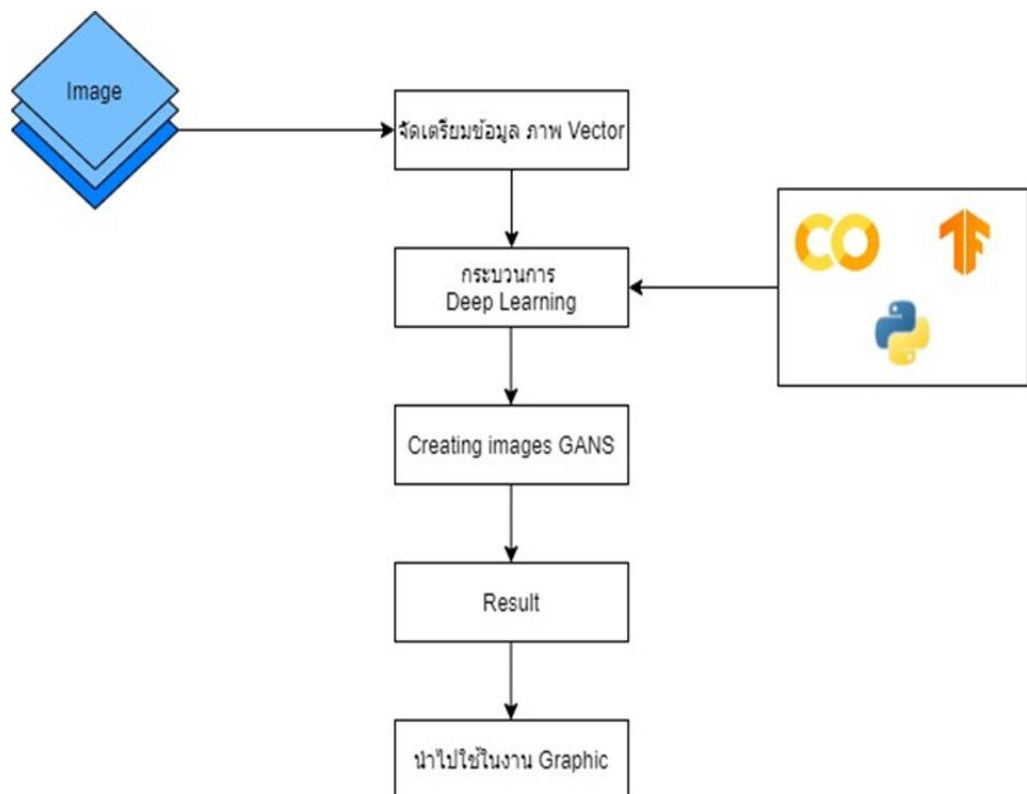 Image
จัดเตรียมข้อมูล ภาพ Vector
กระบวนการ
Deep Learning
Creating images GANS
Result
นำไปใช้ในงาน Graphic